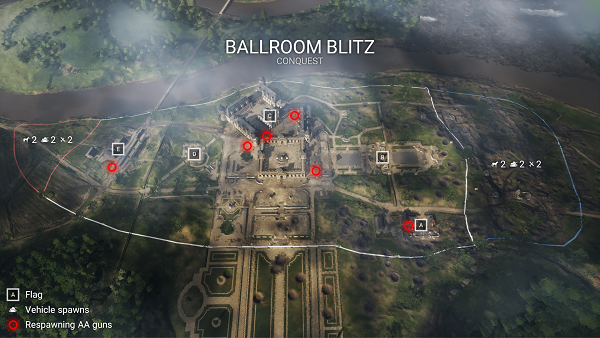 BALLROOM BLITZ
CONQUEST
C
E
D
B
A
2 2 2
2 2 2
A Flag
Vehicle spawns
Respawning AA guns